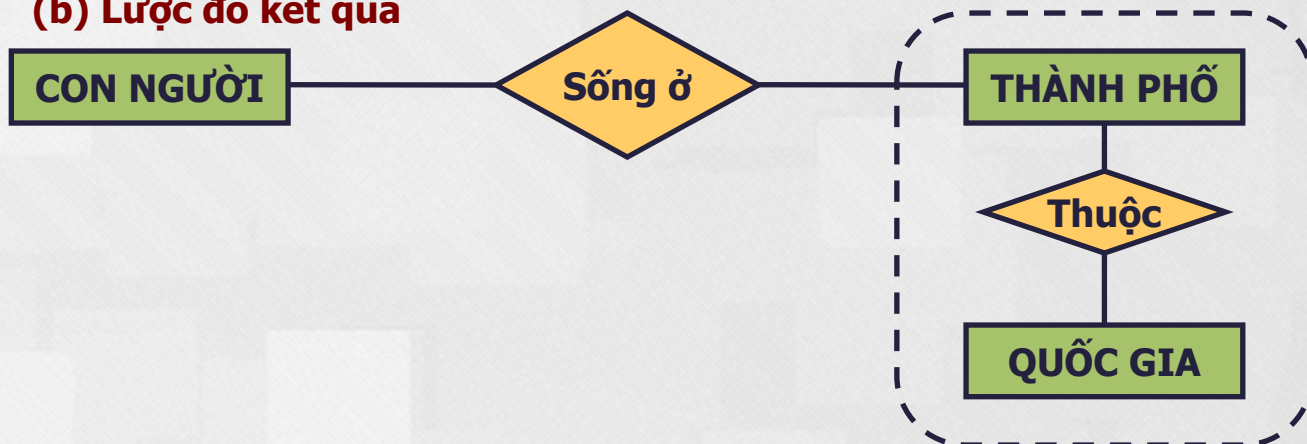 (b) Lược đồ kết quả
CON NGƯỜI
Sống ở
THÀNH PHỐ
Thuộc
QUỐC GIA